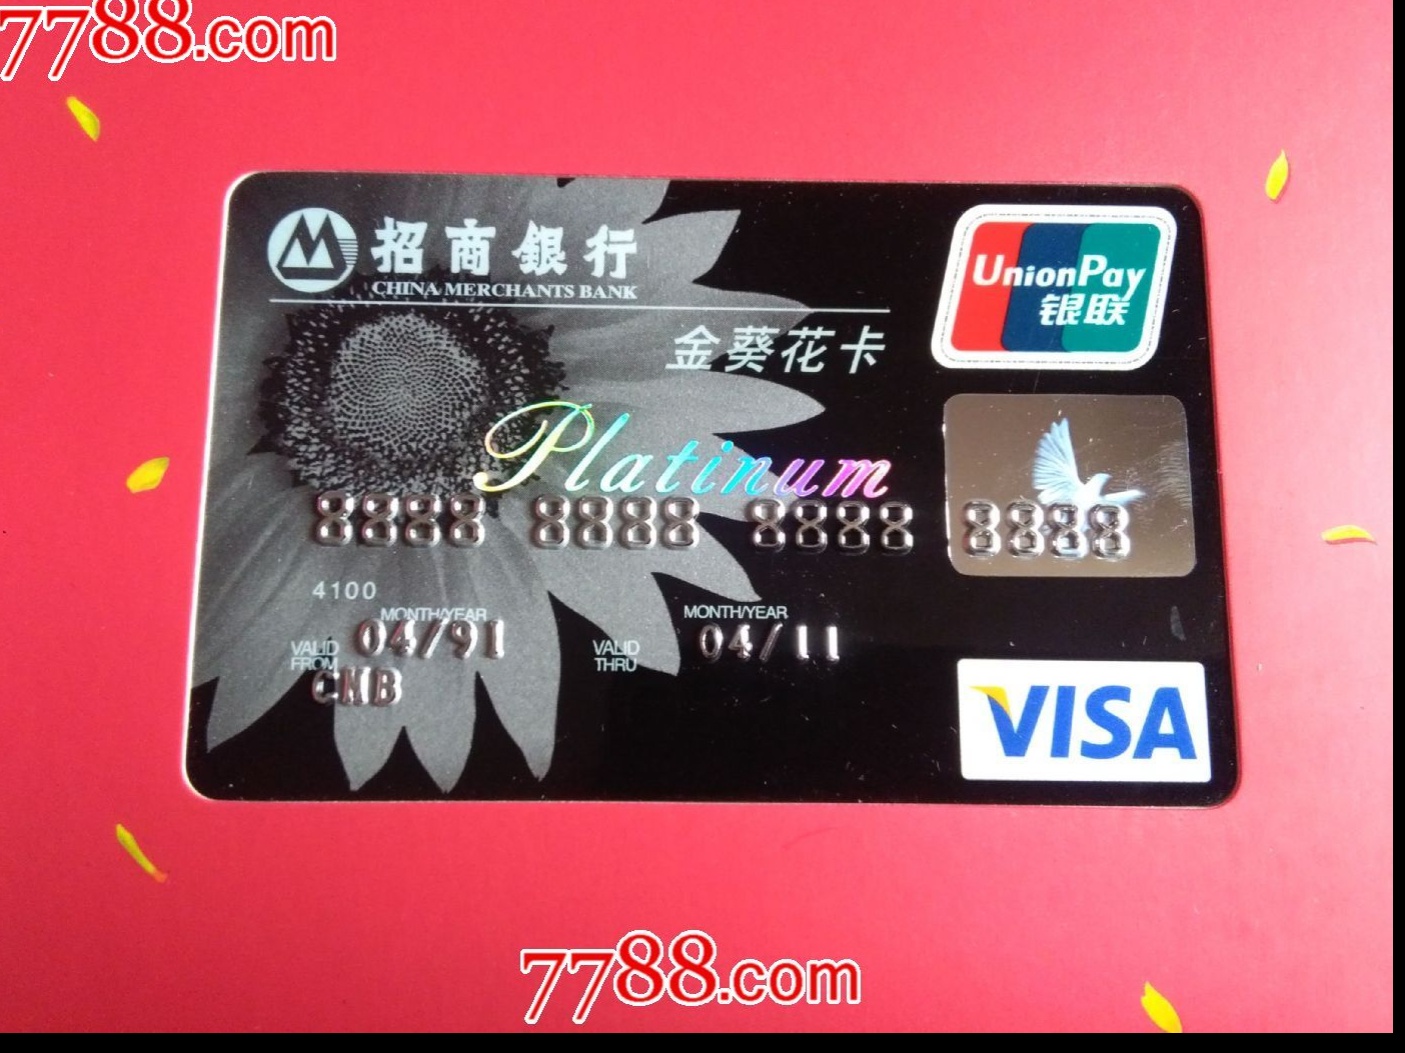 7788.com
招商銀行
CHINA MERCHANTS BANK
UnionPay
银联
金葵花卡
Platinum
8888 8888 8888 8888
4100
MONTH/YEAR
MONTH/YEAR
VALID FROM 04/91
VALID THRU 04/11
CMB
VISA
7788.com